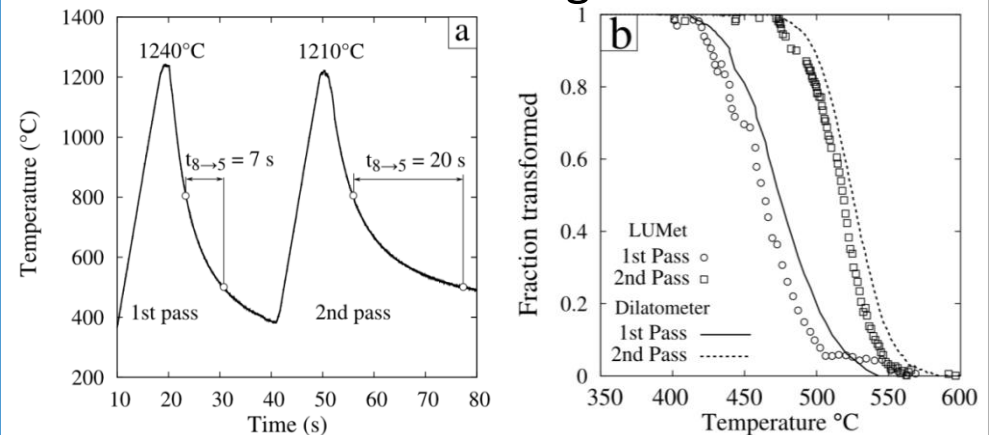 g
1400
1200
1000
800
600
400
200
Temperature (°C)
a
1240°C
1210°C
t8→5 = 7 s
t8→5 = 20 s
1st pass
2nd pass
10 20 30 40 50 60 70 80
Time (s)
1
0.8
0.6
0.4
0.2
0
Fraction transformed
b
LUMet
1st Pass
2nd Pass
Dilatometer
1st Pass
2nd Pass
350 400 450 500 550 600
Temperature °C